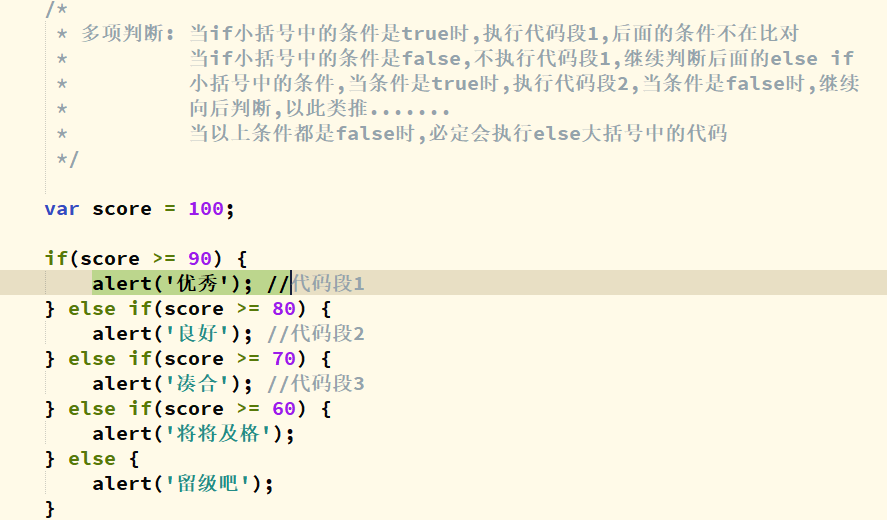 /*
 * 多项判断: 当if小括号中的条件是true时,执行代码段1,后面的条件不在比对
 *          当if小括号中的条件是false,不执行代码段1,继续判断后面的else if
 *          小括号中的条件,当条件是true时,执行代码段2,当条件是false时,继续
 *          向后判断,以此类推.......
 *          当以上条件都是false时,必定会执行else大括号中的代码
 */
var score = 100;
if(score >= 90) {
    alert('优秀'); //代码段1
} else if(score >= 80) {
    alert('良好'); //代码段2
} else if(score >= 70) {
    alert('凑合'); //代码段3
} else if(score >= 60) {
    alert('将将及格');
} else {
    alert('留级吧');
}